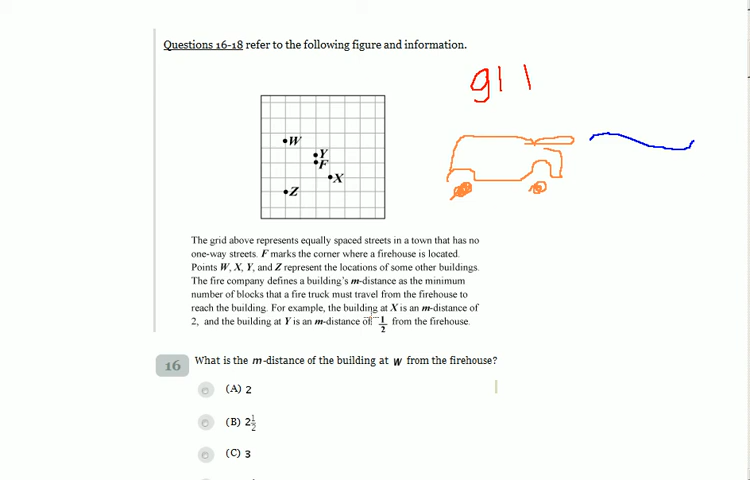 Questions 16-18 refer to the following figure and information.
911
W
Y
F
X
Z
The grid above represents equally spaced streets in a town that has no
one-way streets. F marks the corner where a firehouse is located.
Points W, X, Y, and Z represent the locations of some other buildings.
The fire company defines a building's m-distance as the minimum
number of blocks that a fire truck must travel from the firehouse to
reach the building. For example, the building at X is an m-distance of
2, and the building at Y is an m-distance of 1/2 from the firehouse.
16 What is the m-distance of the building at W from the firehouse?
(A) 2
(B) 2 1/2
(C) 3